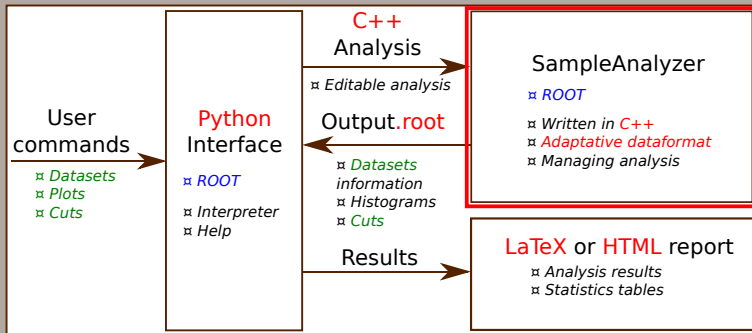 User
commands
¤ Datasets
¤ Plots
¤ Cuts
Python
Interface
¤ ROOT
¤ Interpreter
¤ Help
C++
Analysis
¤ Editable analysis
Output.root
¤ Datasets
information
¤ Histograms
¤ Cuts
Results
SampleAnalyzer
¤ ROOT
¤ Written in C++
¤ Adaptative dataformat
¤ Managing analysis
LaTeX or HTML report
¤ Analysis results
¤ Statistics tables